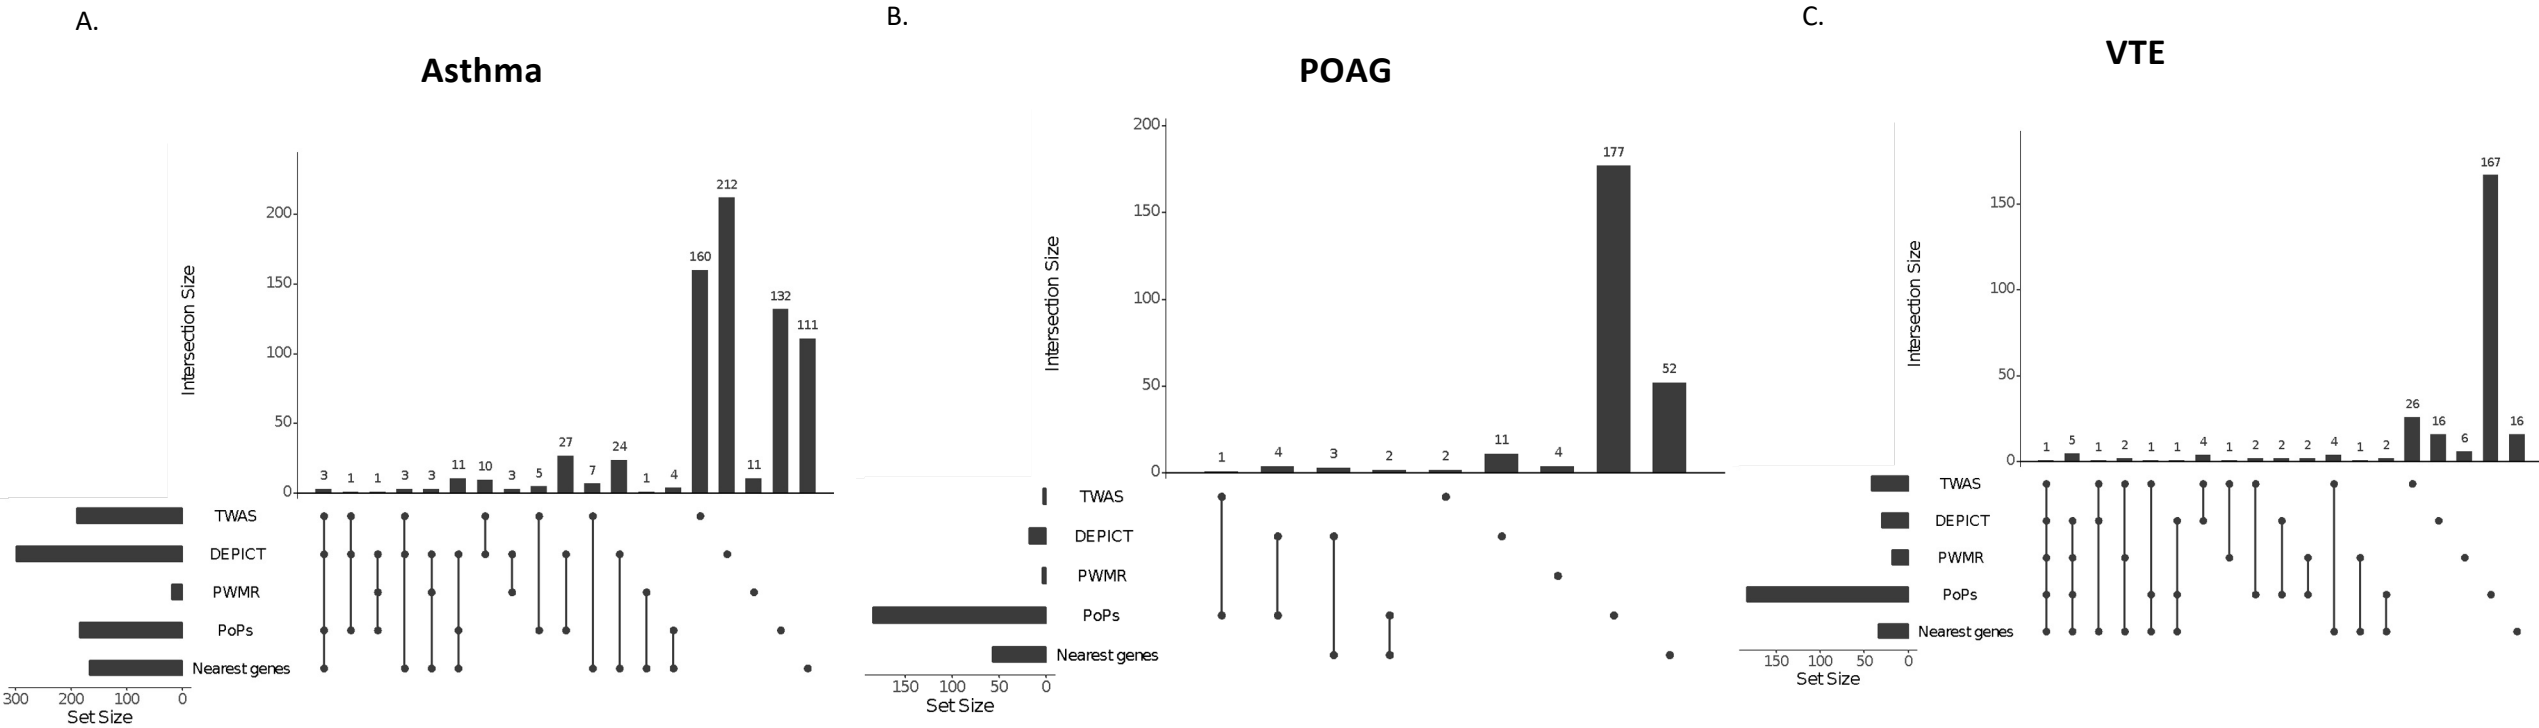 A.
Asthma
Intersection Size
200
150
100
50
0
3 1 1 3 3 11 10 3 5 27 7 24 1 4 160 212 11 132 111
TWAS
DEPICT
PWMR
PoPs
Nearest genes
300 200 100 0
Set Size
B.
POAG
Intersection Size
200
150
100
50
0
1 4 3 2 2 11 4 177 52
TWAS
DEPICT
PWMR
PoPs
Nearest genes
150 100 50 0
Set Size
C.
VTE
Intersection Size
150
100
50
0
1 5 1 2 1 1 4 1 2 2 2 4 1 2 26 16 6 167 16
TWAS
DEPICT
PWMR
PoPs
Nearest genes
150 100 50 0
Set Size